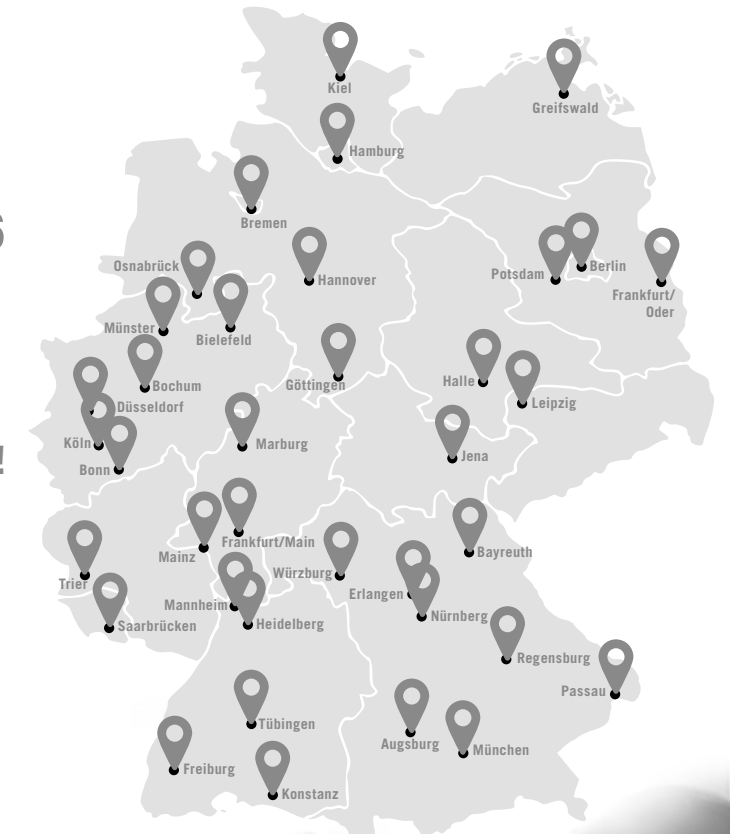 Kiel
Greifswald
Hamburg
Bremen
S
Osnabrück
Hannover
Potsdam
Berlin
Frankfurt/
Oder
Münster
Bielefeld
Bochum
Göttingen
Halle
Leipzig
Düsseldorf
Köln
Marburg
Jena
!
Bonn
Frankfurt/Main
Mainz
Bayreuth
Würzburg
Trier
Erlangen
Mannheim
Nürnberg
Saarbrücken
Heidelberg
Regensburg
Passau
Tübingen
Augsburg
München
Freiburg
Konstanz